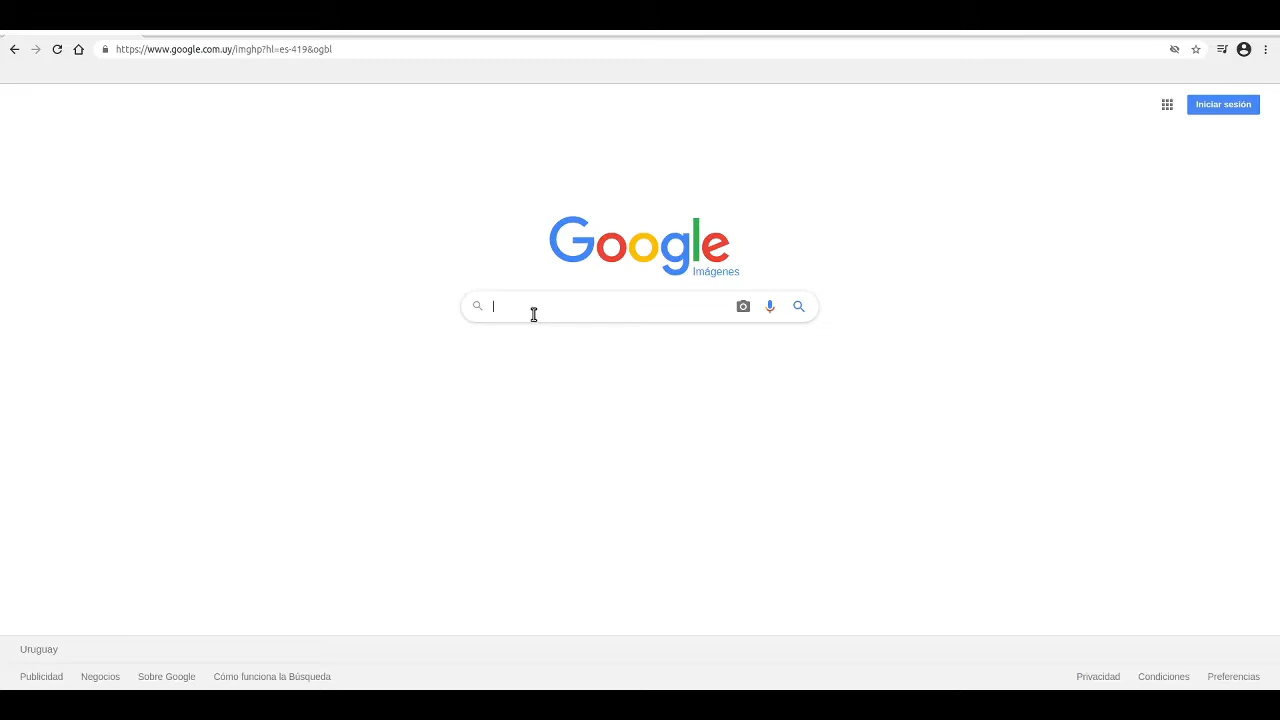 https://www.google.com.uy/imghp?hl=es-419&ogbl
Iniciar sesión
Google
Imágenes
Uruguay
Publicidad Negocios Sobre Google Cómo funciona la Búsqueda Privacidad Condiciones Preferencias